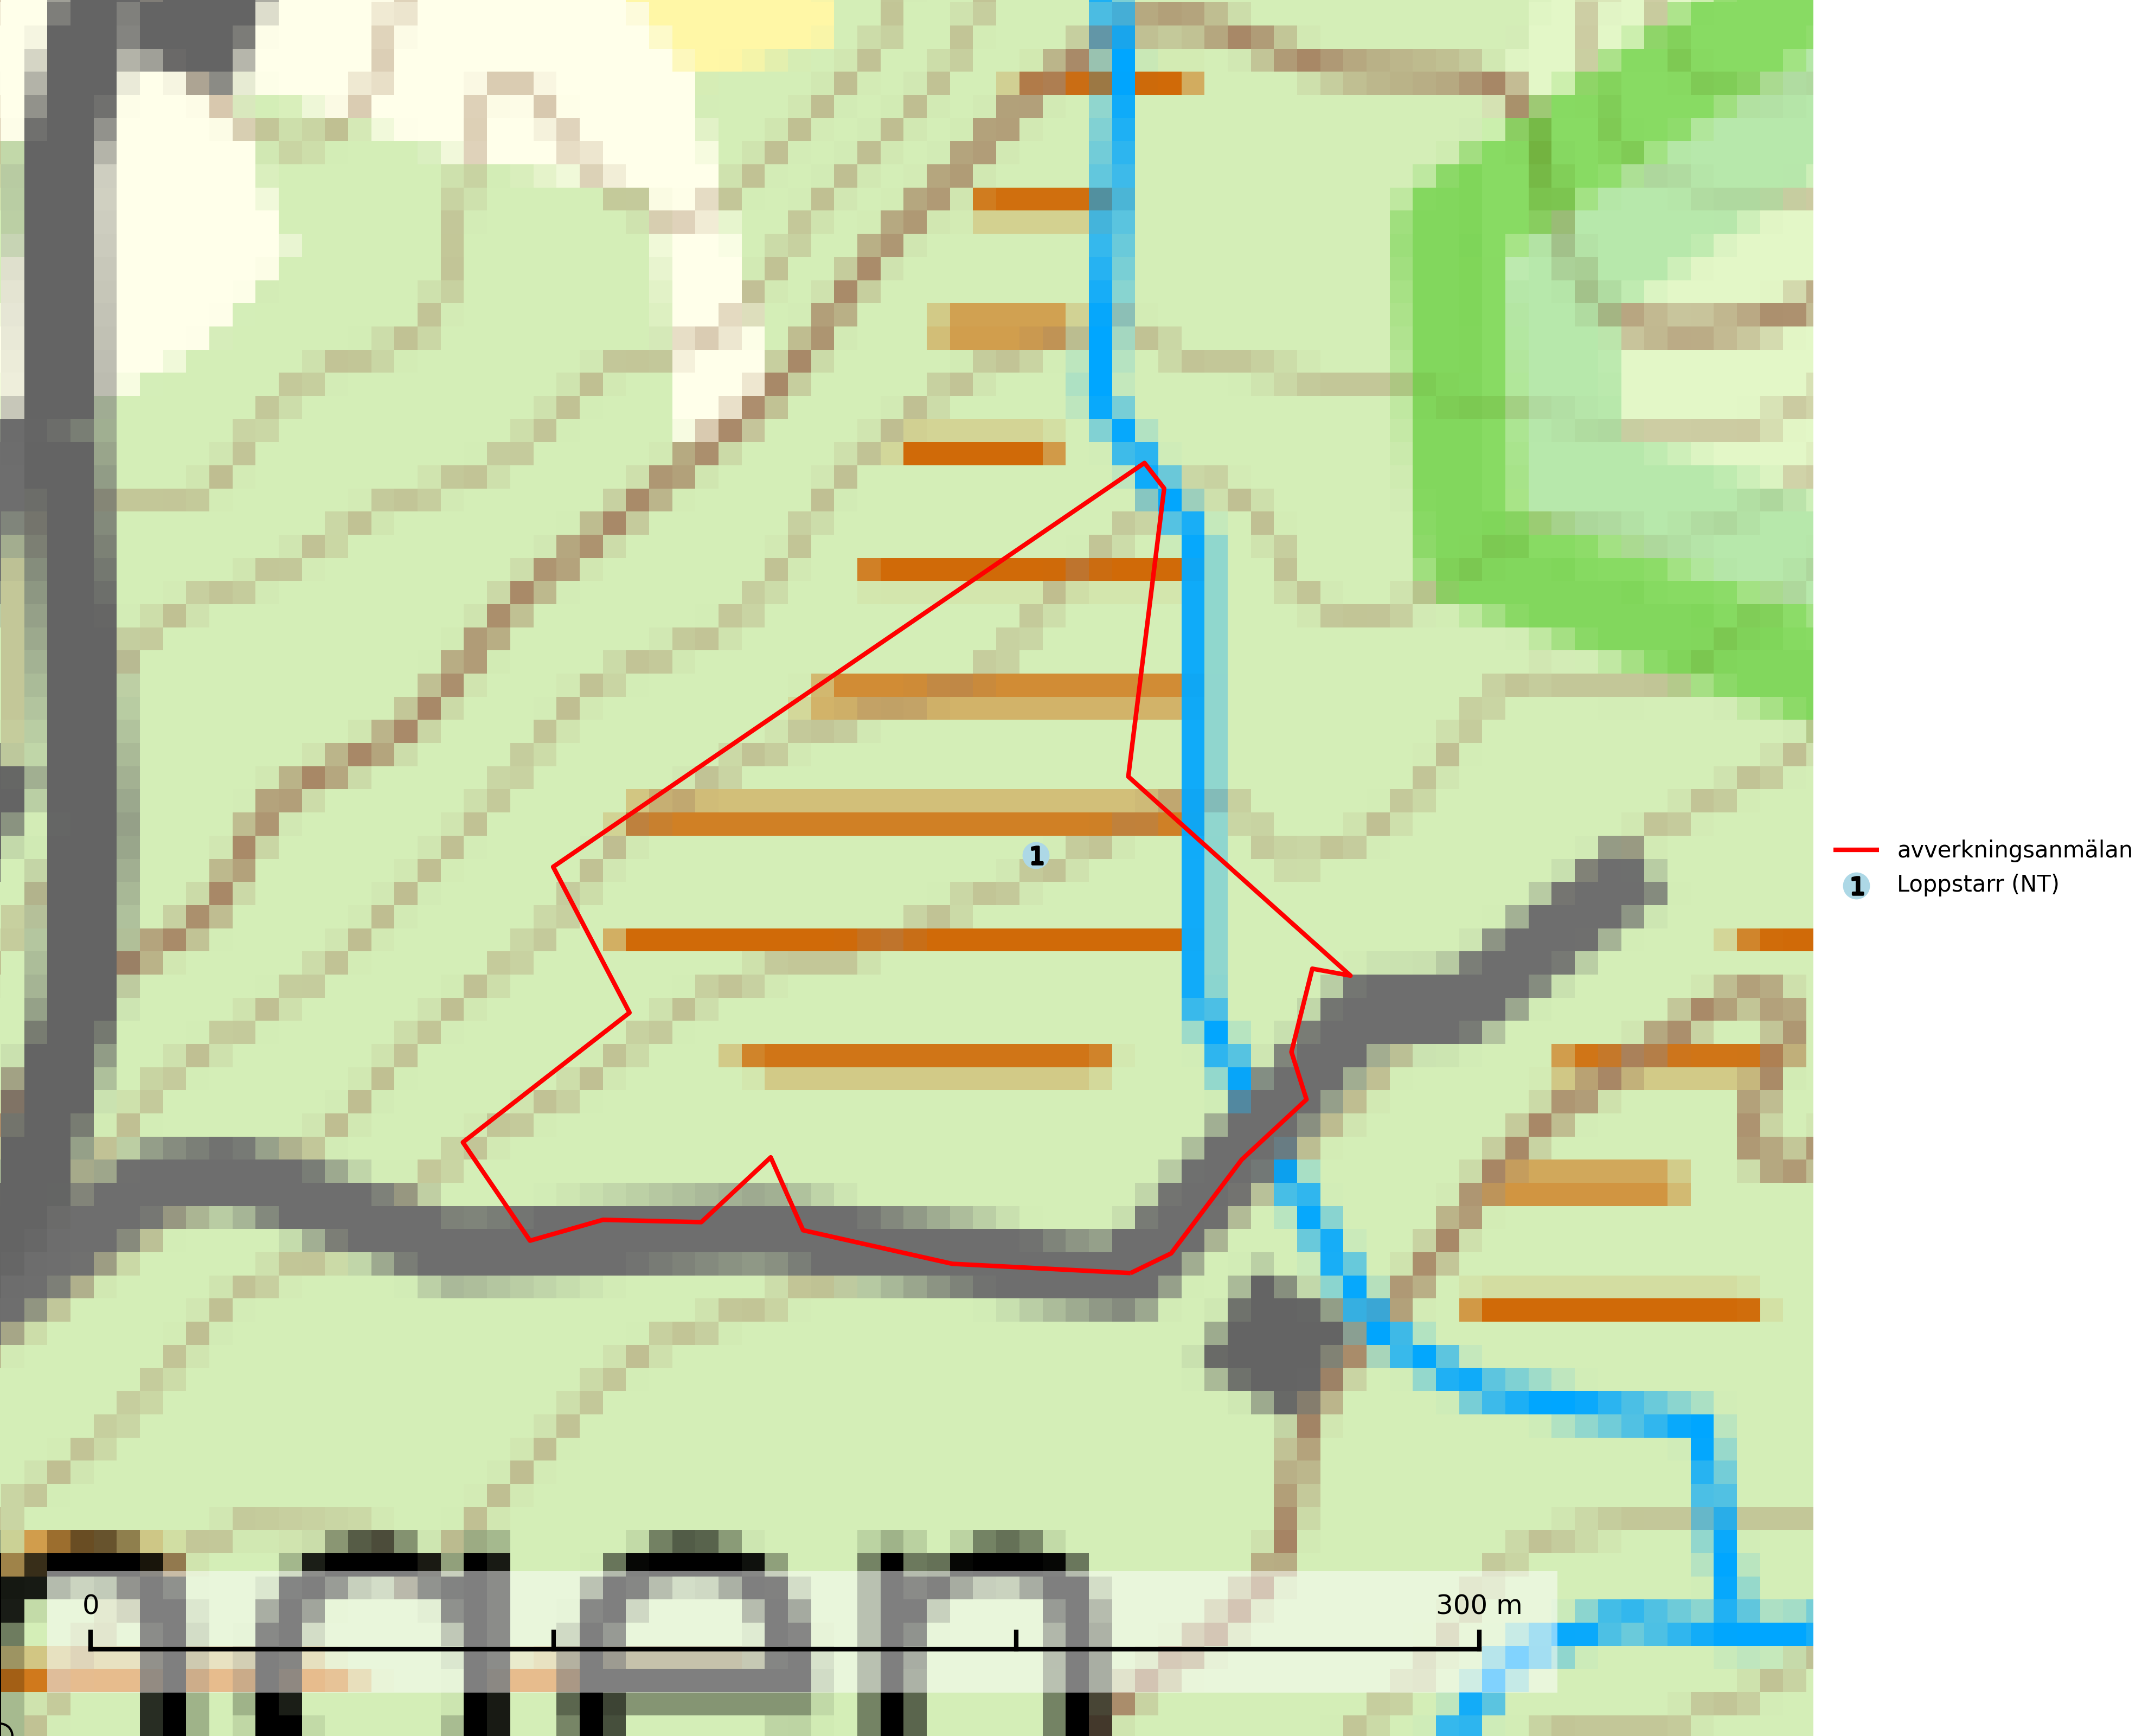 1
avverkningsanmälan
1 Loppstarr (NT)
0 300 m